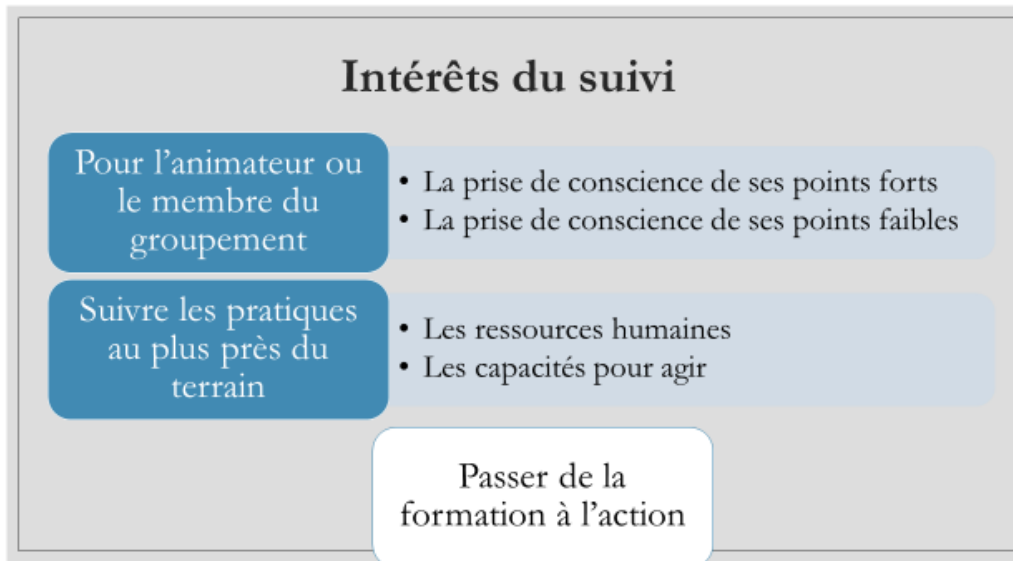 Intérêts du suivi
Pour l’animateur ou
le membre du
groupement
• La prise de conscience de ses points forts
• La prise de conscience de ses points faibles
Suivre les pratiques
au plus près du
terrain
• Les ressources humaines
• Les capacités pour agir
Passer de la
formation à l’action